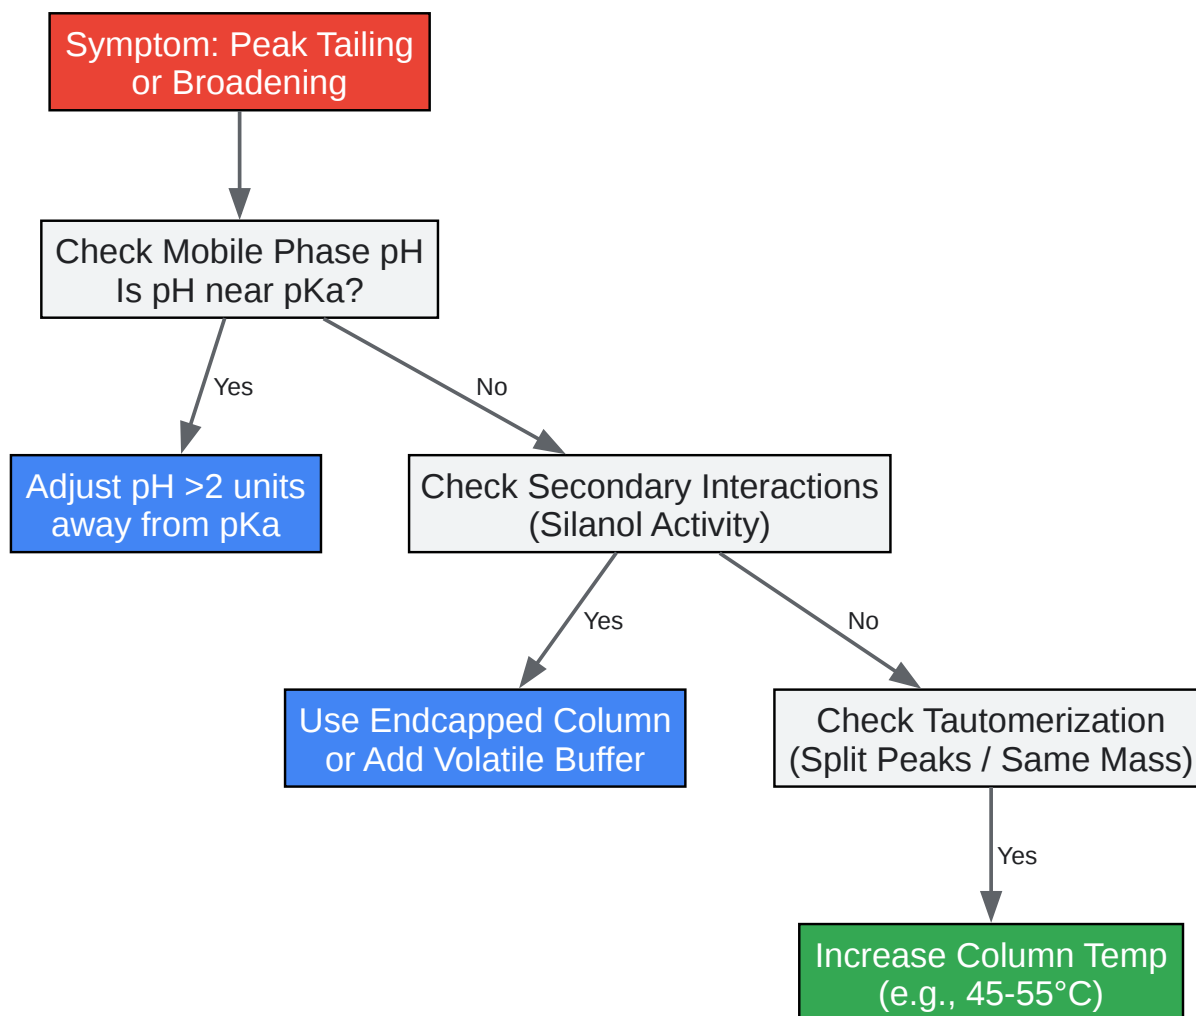 Symptom: Peak Tailing
or Broadening
Check Mobile Phase pH
Is pH near pKa?
Yes
No
Adjust pH >2 units
away from pKa
Check Secondary Interactions
(Silanol Activity)
Yes
No
Use Endcapped Column
or Add Volatile Buffer
Check Tautomerization
(Split Peaks / Same Mass)
Yes
Increase Column Temp
(e.g., 45-55°C)